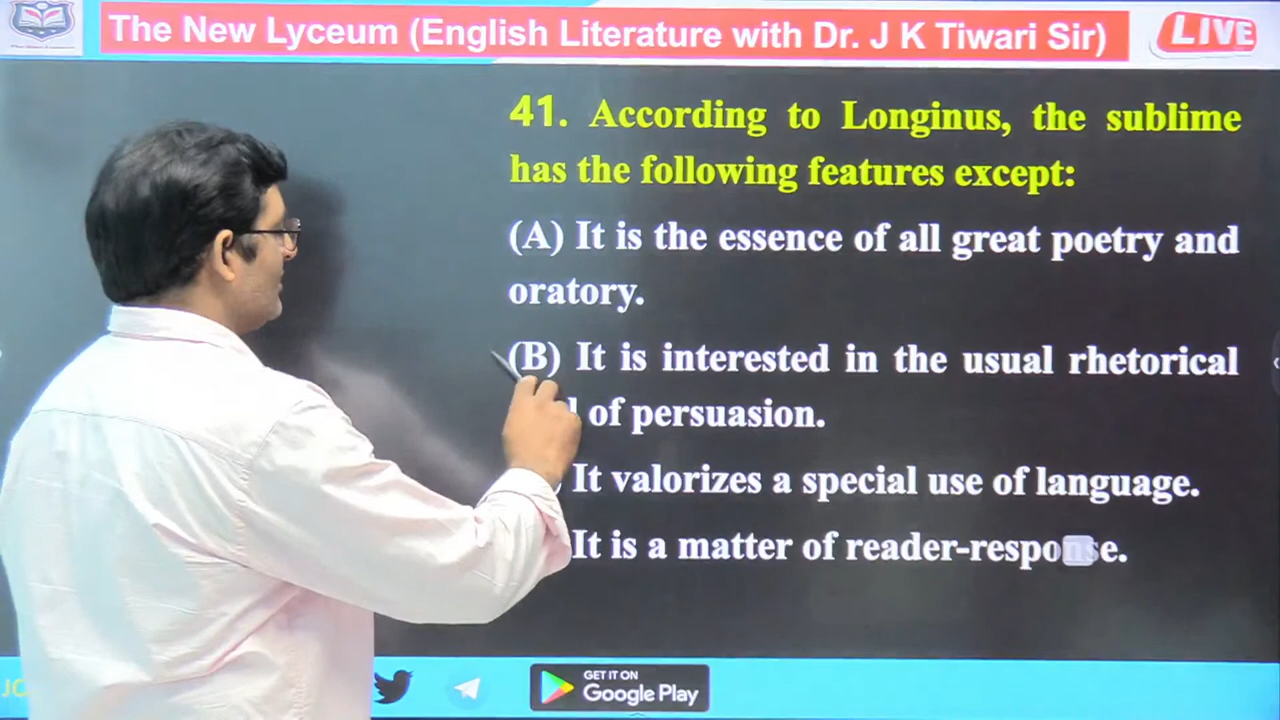 The New Lyceum (English Literature with Dr. J K Tiwari Sir)
LIVE
41. According to Longinus, the sublime
has the following features except:
(A) It is the essence of all great poetry and
oratory.
(B) It is interested in the usual rhetorical
of persuasion.
It valorizes a special use of language.
It is a matter of reader-response.
GET IT ON
Google Play